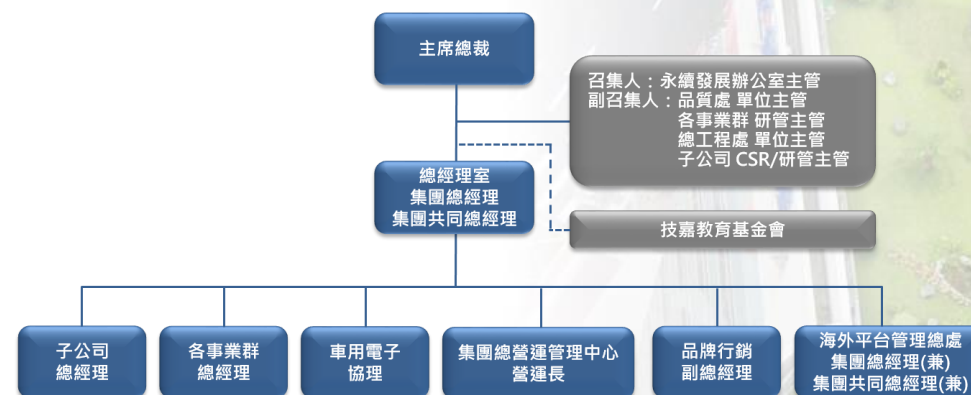 主席總裁
召集人：永續發展辦公室主管
副召集人：品質處 單位主管
各事業群 研管主管
總工程處 單位主管
子公司 CSR/研管主管
總經理室
集團總經理
集團共同總經理
技嘉教育基金會
子公司
總經理
各事業群
總經理
車用電子
協理
集團總營運管理中心
營運長
品牌行銷
副總經理
海外平台管理總處
集團總經理(兼)
集團共同總經理(兼)